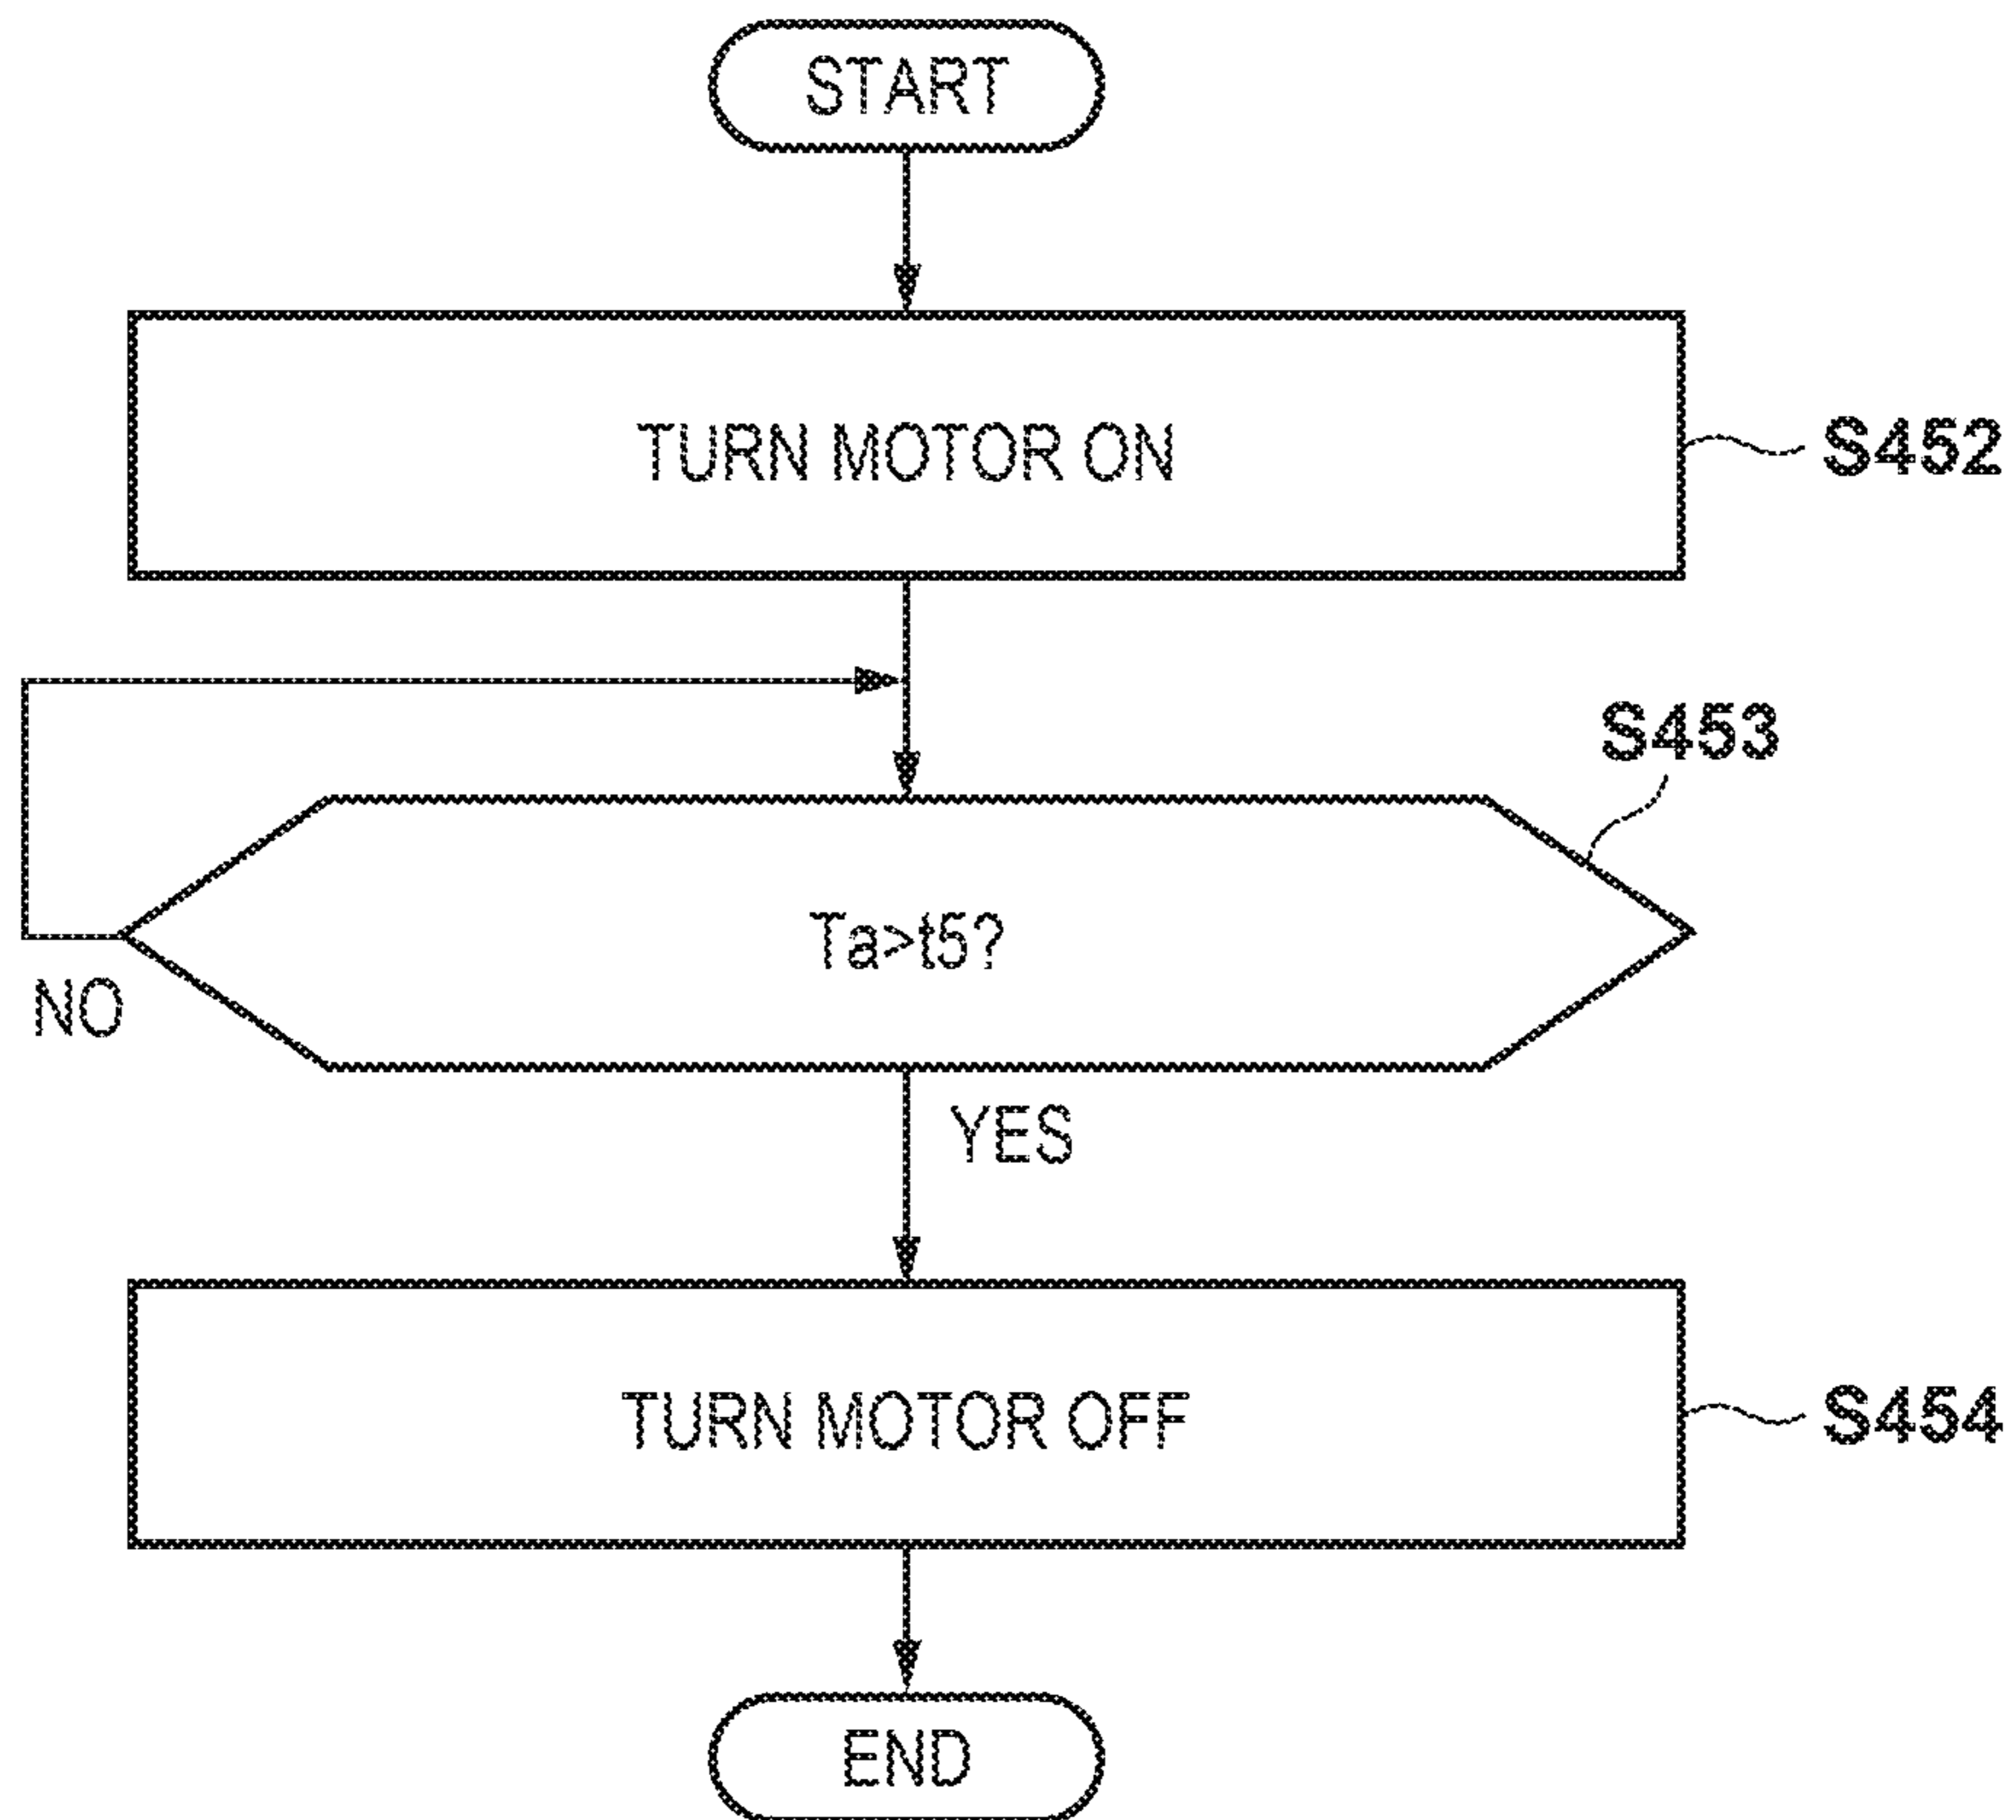 START
TURN MOTOR ON
S452
S453
Ta>t5?
NO
YES
TURN MOTOR OFF
S454
END